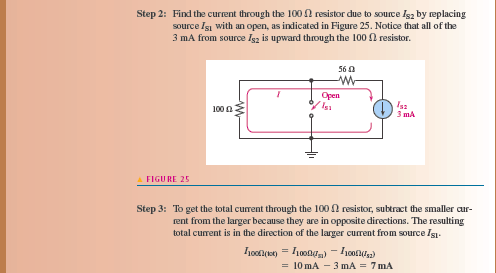 Step 2: Find the current through the 100 Ω resistor due to source I_S2 by replacing
source I_S1 with an open, as indicated in Figure 25. Notice that all of the
3 mA from source I_S2 is upward through the 100 Ω resistor.
56 Ω
I
Open
I_S1
100 Ω
I_S2
3 mA
FIGURE 25
Step 3: To get the total current through the 100 Ω resistor, subtract the smaller cur-
rent from the larger because they are in opposite directions. The resulting
total current is in the direction of the larger current from source I_S1.
I_100Ω(tot) = I_100Ω(I_S1) − I_100Ω(I_S2)
= 10 mA − 3 mA = 7 mA